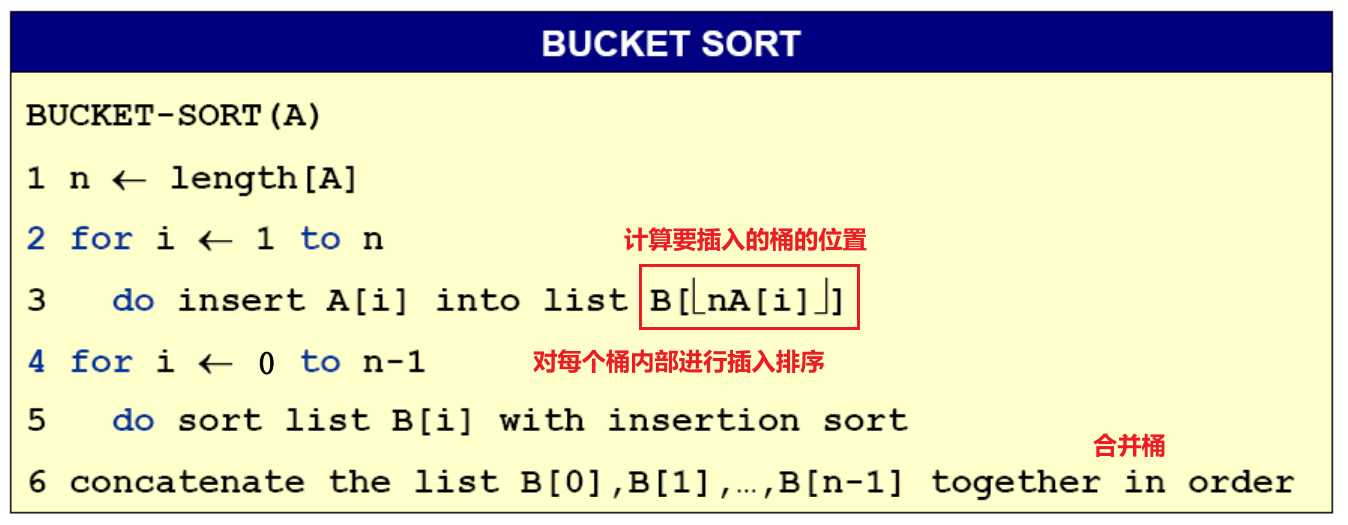 BUCKET SORT
BUCKET-SORT(A)
1 n ← length[A]
2 for i ← 1 to n
计算要插入的桶的位置
3 do insert A[i] into list B[⌊nA[i]⌋]
4 for i ← 0 to n-1
对每个桶内部进行插入排序
5 do sort list B[i] with insertion sort
合并桶
6 concatenate the list B[0],B[1],…,B[n-1] together in order